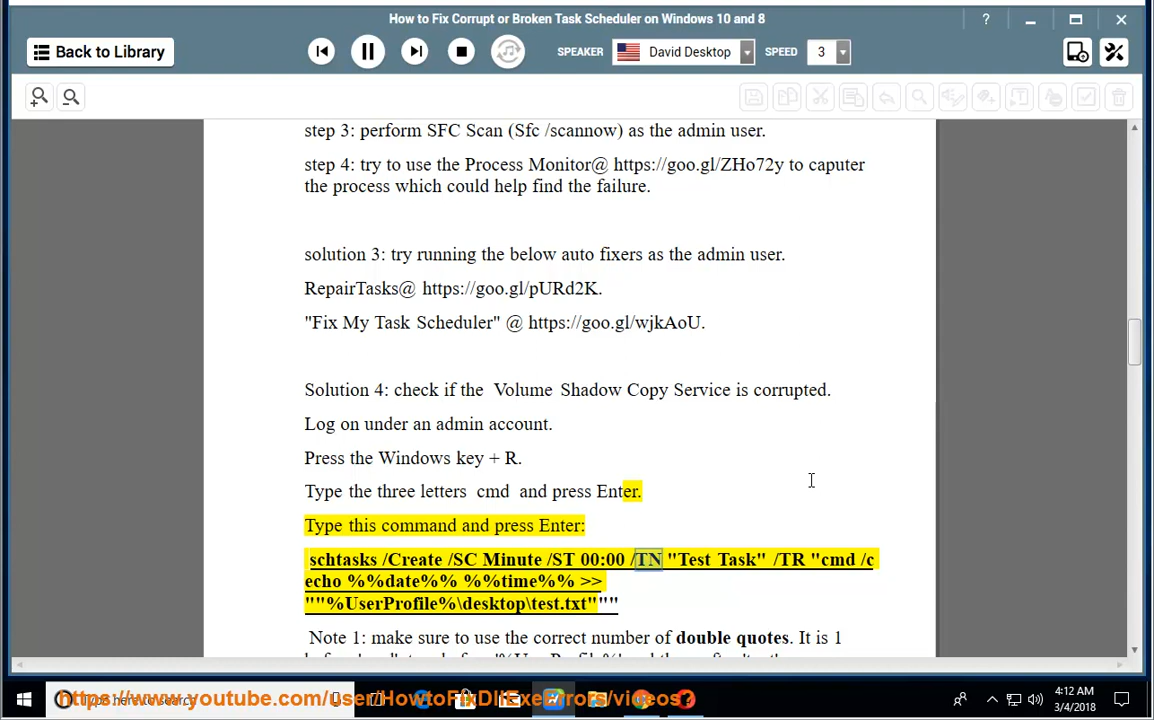 How to Fix Corrupt or Broken Task Scheduler on Windows 10 and 8
?
Back to Library
SPEAKER
David Desktop
SPEED
3
step 3: perform SFC Scan (Sfc /scannow) as the admin user.
step 4: try to use the Process Monitor@ https://goo.gl/ZHo72y to caputer
the process which could help find the failure.
solution 3: try running the below auto fixers as the admin user.
RepairTasks@ https://goo.gl/pURd2K.
"Fix My Task Scheduler" @ https://goo.gl/wjkAoU.
Solution 4: check if the Volume Shadow Copy Service is corrupted.
Log on under an admin account.
Press the Windows key + R.
Type the three letters cmd and press Enter.
Type this command and press Enter:
schtasks /Create /SC Minute /ST 00:00 /TN "Test Task" /TR "cmd /c
echo %%date%% %%time%% >>
""%UserProfile%\desktop\test.txt"""
Note 1: make sure to use the correct number of double quotes. It is 1
https://www.youtube.com/user/HowtoFixDllExeErrors/videos
4:12 AM
3/4/2018